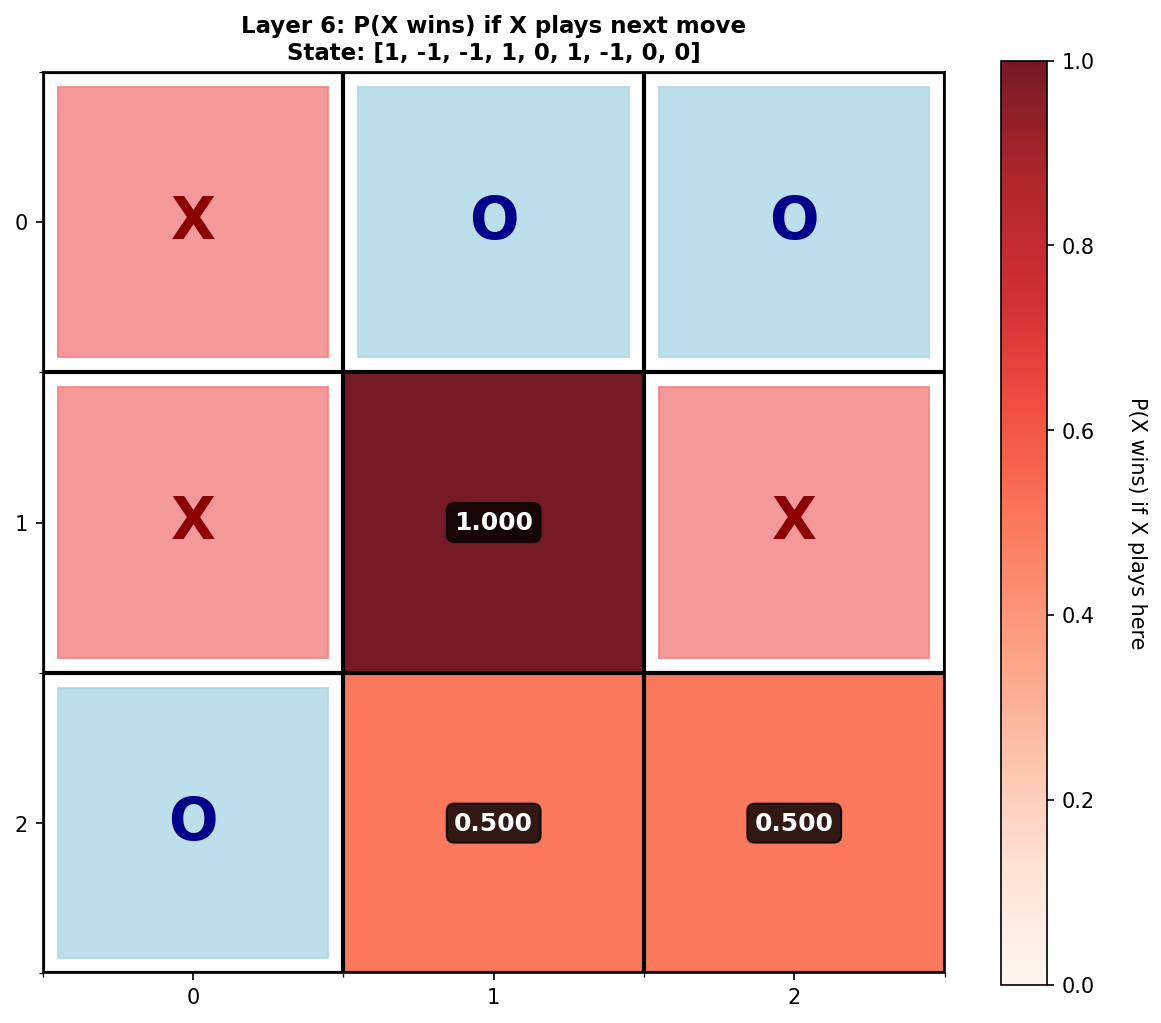 Layer 6: P(X wins) if X plays next move
State: [1, -1, -1, 1, 0, 1, -1, 0, 0]
0
X
O
O
1
X
1.000
X
2
O
0.500
0.500
0
1
2
1.0
0.8
0.6
0.4
0.2
0.0
P(X wins) if X plays here